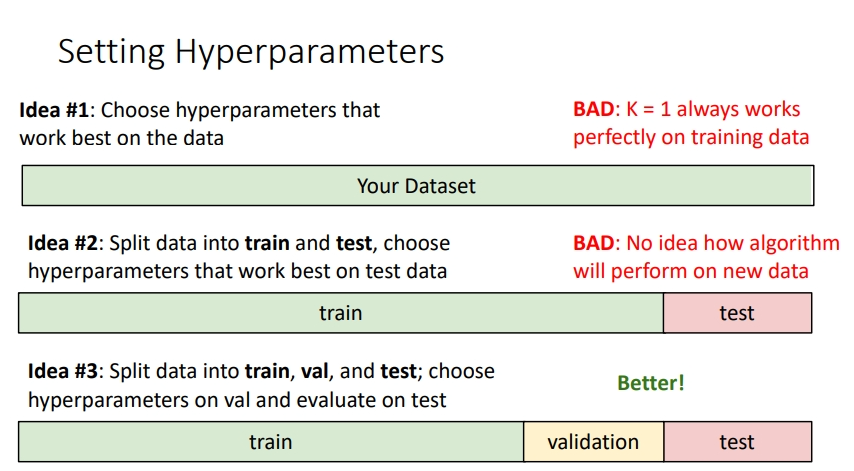 Setting Hyperparameters
Idea #1: Choose hyperparameters that
work best on the data
BAD: K = 1 always works
perfectly on training data
Your Dataset
Idea #2: Split data into train and test, choose
hyperparameters that work best on test data
BAD: No idea how algorithm
will perform on new data
train
test
Idea #3: Split data into train, val, and test; choose
hyperparameters on val and evaluate on test
Better!
train
validation
test